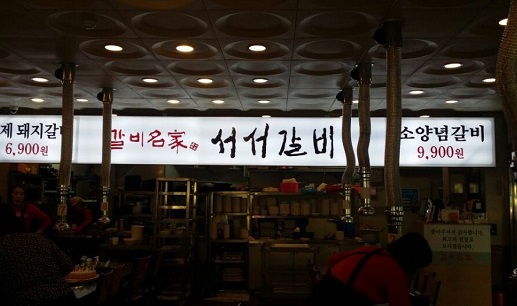 제 돼지갈비
6,900원
갈비名家
서서갈비
소양념갈비
9,900원